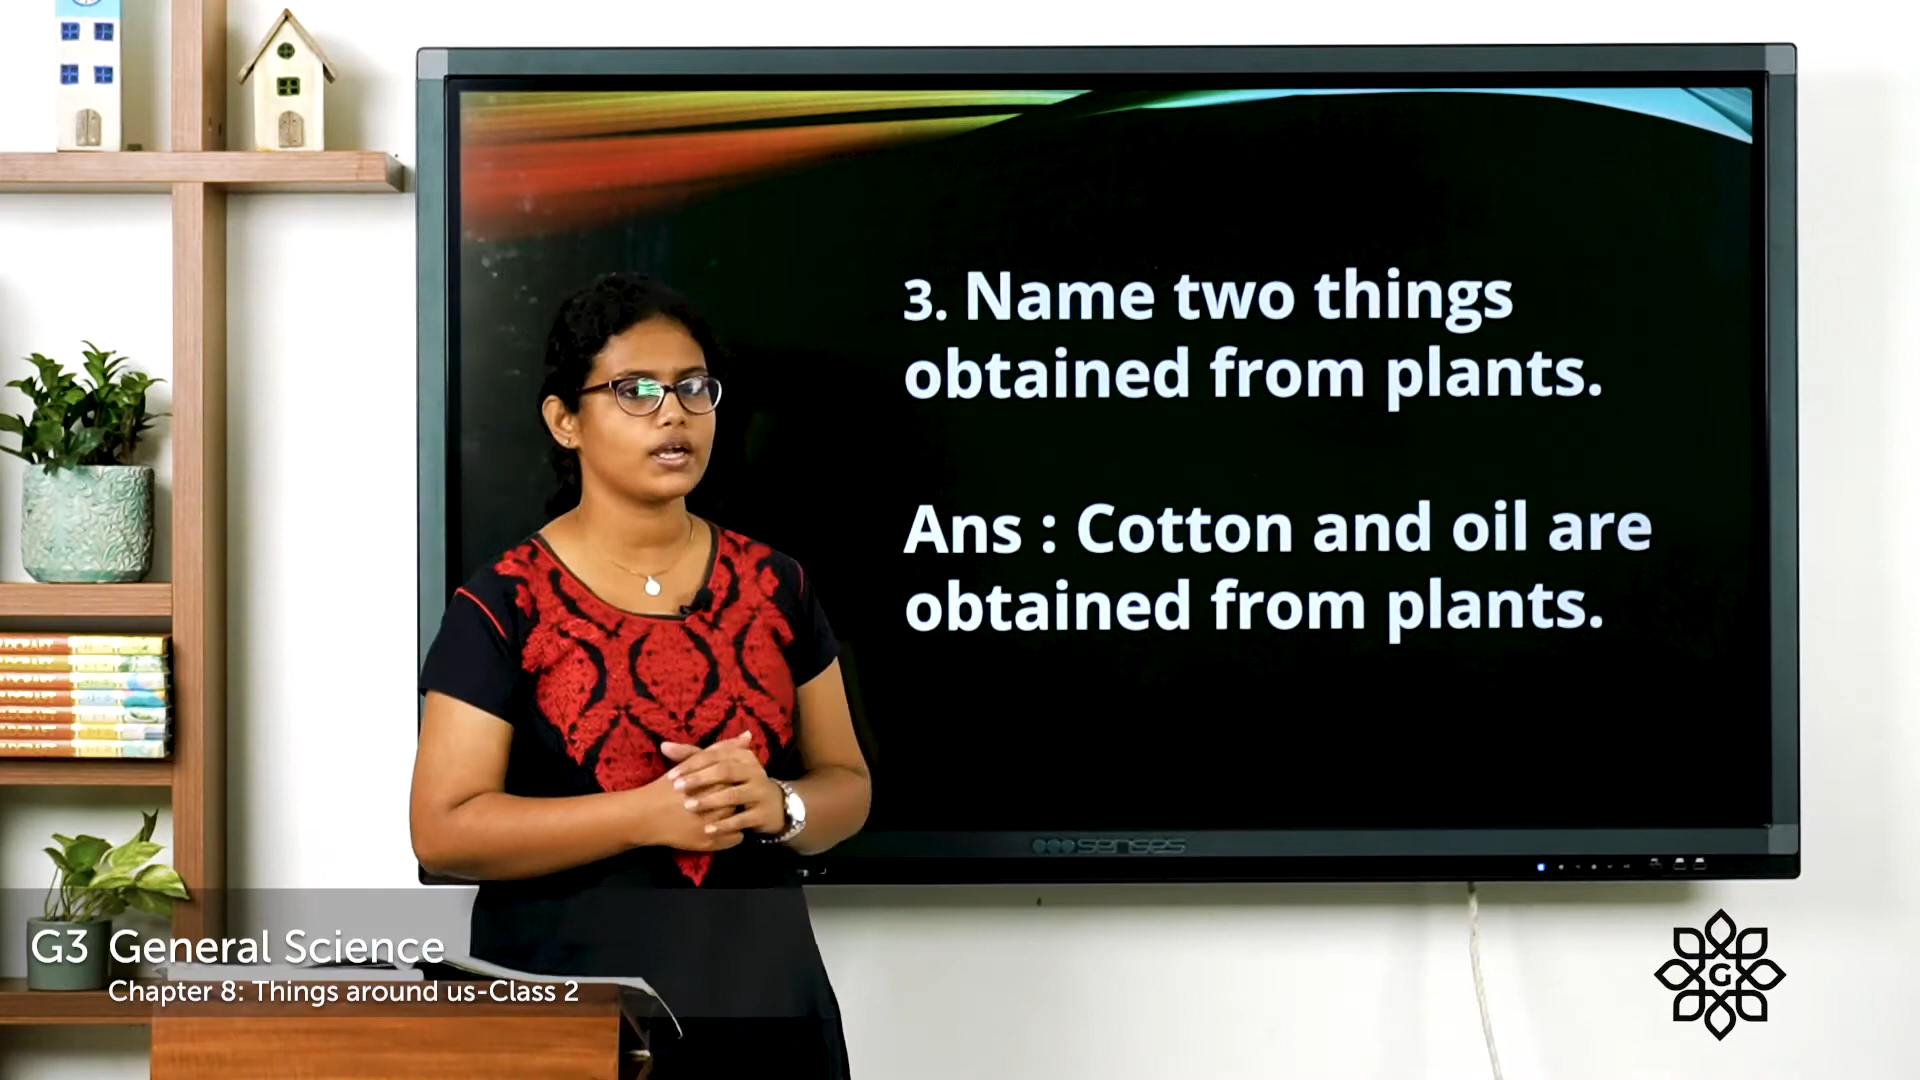 3. Name two things
obtained from plants.
Ans : Cotton and oil are
obtained from plants.
senses
G3 General Science
Chapter 8: Things around us-Class 2
G